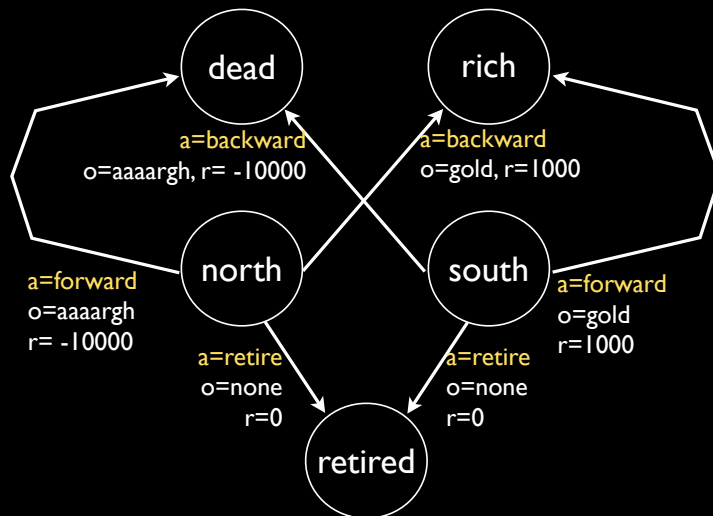 dead
rich
a=backward
o=aaaargh, r= -10000
a=backward
o=gold, r=1000
north
south
a=forward
o=aaaargh
r= -10000
a=forward
o=gold
r=1000
a=retire
o=none
r=0
a=retire
o=none
r=0
retired